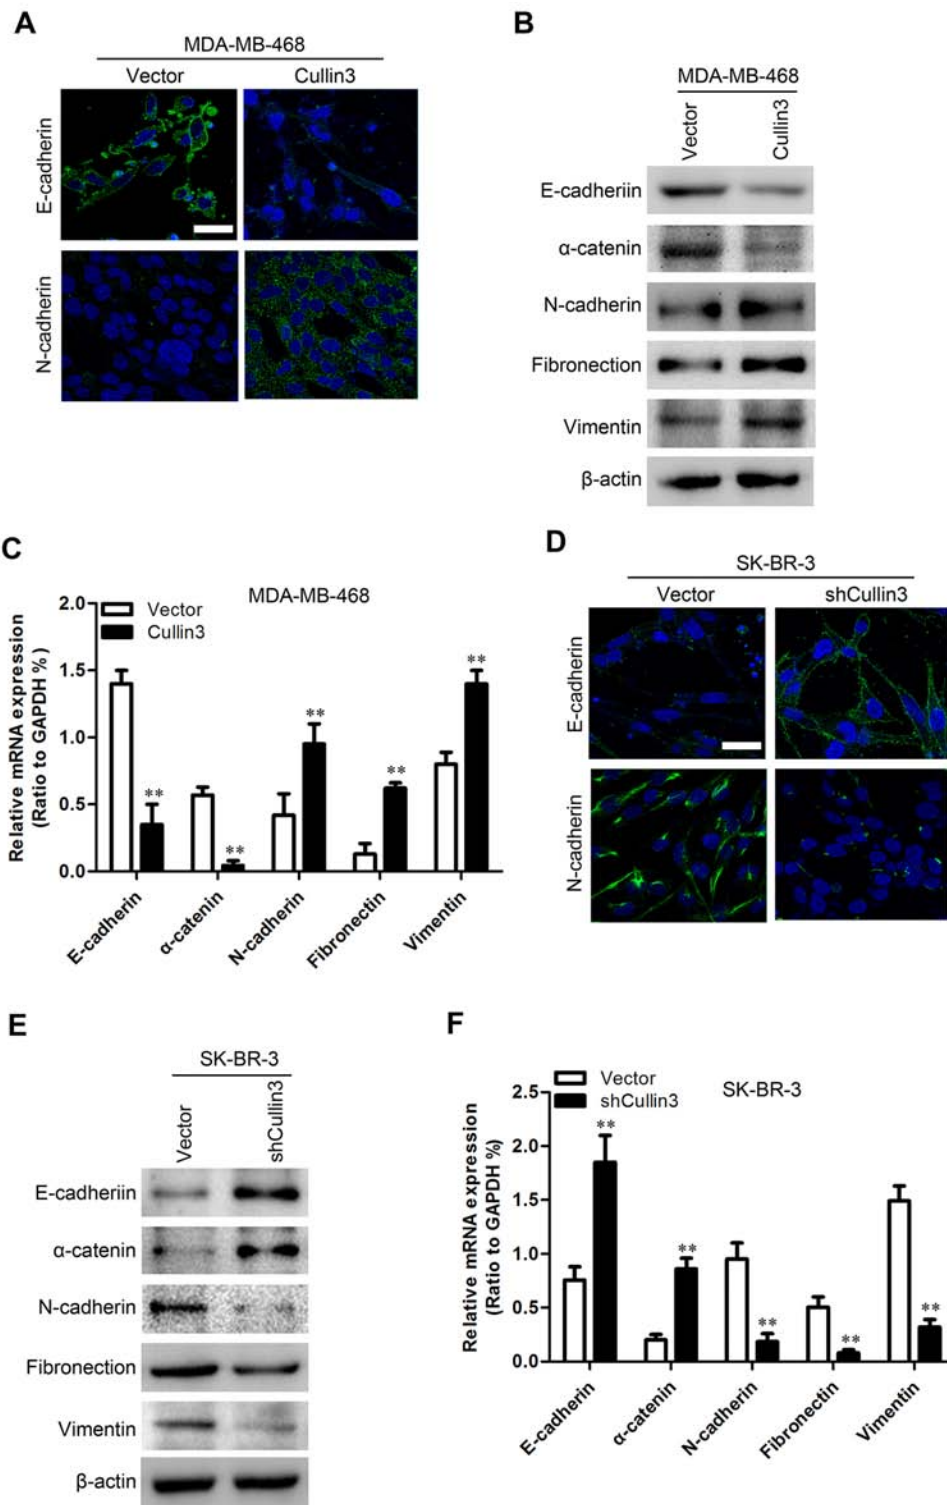 A
MDA-MB-468
Vector Cullin3
E-cadherin
N-cadherin
B
MDA-MB-468
Vector Cullin3
E-cadheriin
α-catenin
N-cadherin
Fibronection
Vimentin
β-actin
C
MDA-MB-468
Vector
Cullin3
Relative mRNA expression
(Ratio to GAPDH %)
2.0
1.5
1.0
0.5
0.0
** ** ** ** **
E-cadherin α-catenin N-cadherin Fibronectin Vimentin
D
SK-BR-3
Vector shCullin3
E-cadherin
N-cadherin
E
SK-BR-3
Vector shCullin3
E-cadheriin
α-catenin
N-cadherin
Fibronection
Vimentin
β-actin
F
Vector
shCullin3
SK-BR-3
Relative mRNA expression
(Ratio to GAPDH %)
2.5
2.0
1.5
1.0
0.5
0.0
** ** ** ** **
E-cadherin α-catenin N-cadherin Fibronectin Vimentin